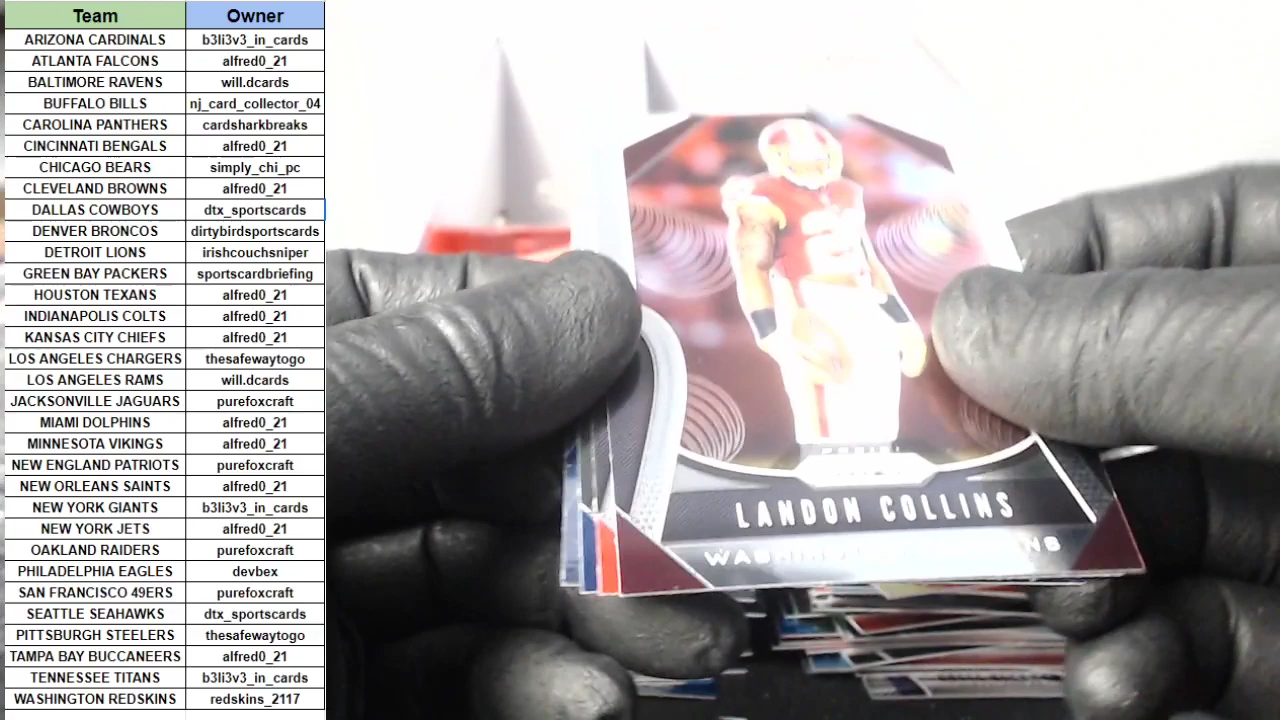 Team Owner
ARIZONA CARDINALS b3li3v3_in_cards
ATLANTA FALCONS alfred0_21
BALTIMORE RAVENS will.dcards
BUFFALO BILLS nj_card_collector_04
CAROLINA PANTHERS cardsharkbreaks
CINCINNATI BENGALS alfred0_21
CHICAGO BEARS simply_chi_pc
CLEVELAND BROWNS alfred0_21
DALLAS COWBOYS dtx_sportscards
DENVER BRONCOS dirtybirdsportscards
DETROIT LIONS irishcouchsniper
GREEN BAY PACKERS sportscardbriefing
HOUSTON TEXANS alfred0_21
INDIANAPOLIS COLTS alfred0_21
KANSAS CITY CHIEFS alfred0_21
LOS ANGELES CHARGERS thesafewaytogo
LOS ANGELES RAMS will.dcards
JACKSONVILLE JAGUARS purefoxcraft
MIAMI DOLPHINS alfred0_21
MINNESOTA VIKINGS alfred0_21
NEW ENGLAND PATRIOTS purefoxcraft
NEW ORLEANS SAINTS alfred0_21
NEW YORK GIANTS b3li3v3_in_cards
NEW YORK JETS alfred0_21
OAKLAND RAIDERS purefoxcraft
PHILADELPHIA EAGLES devbex
SAN FRANCISCO 49ERS purefoxcraft
SEATTLE SEAHAWKS dtx_sportscards
PITTSBURGH STEELERS thesafewaytogo
TAMPA BAY BUCCANEERS alfred0_21
TENNESSEE TITANS b3li3v3_in_cards
WASHINGTON REDSKINS redskins_2117
LANDON COLLINS